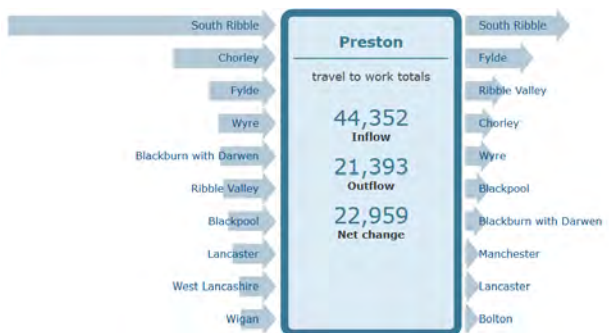 South Ribble
Chorley
Fylde
Wyre
Blackburn with Darwen
Ribble Valley
Blackpool
Lancaster
West Lancashire
Wigan
Preston
travel to work totals
44,352
Inflow
21,393
Outflow
22,959
Net change
South Ribble
Fylde
Ribble Valley
Chorley
Wyre
Blackpool
Blackburn with Darwen
Manchester
Lancaster
Bolton